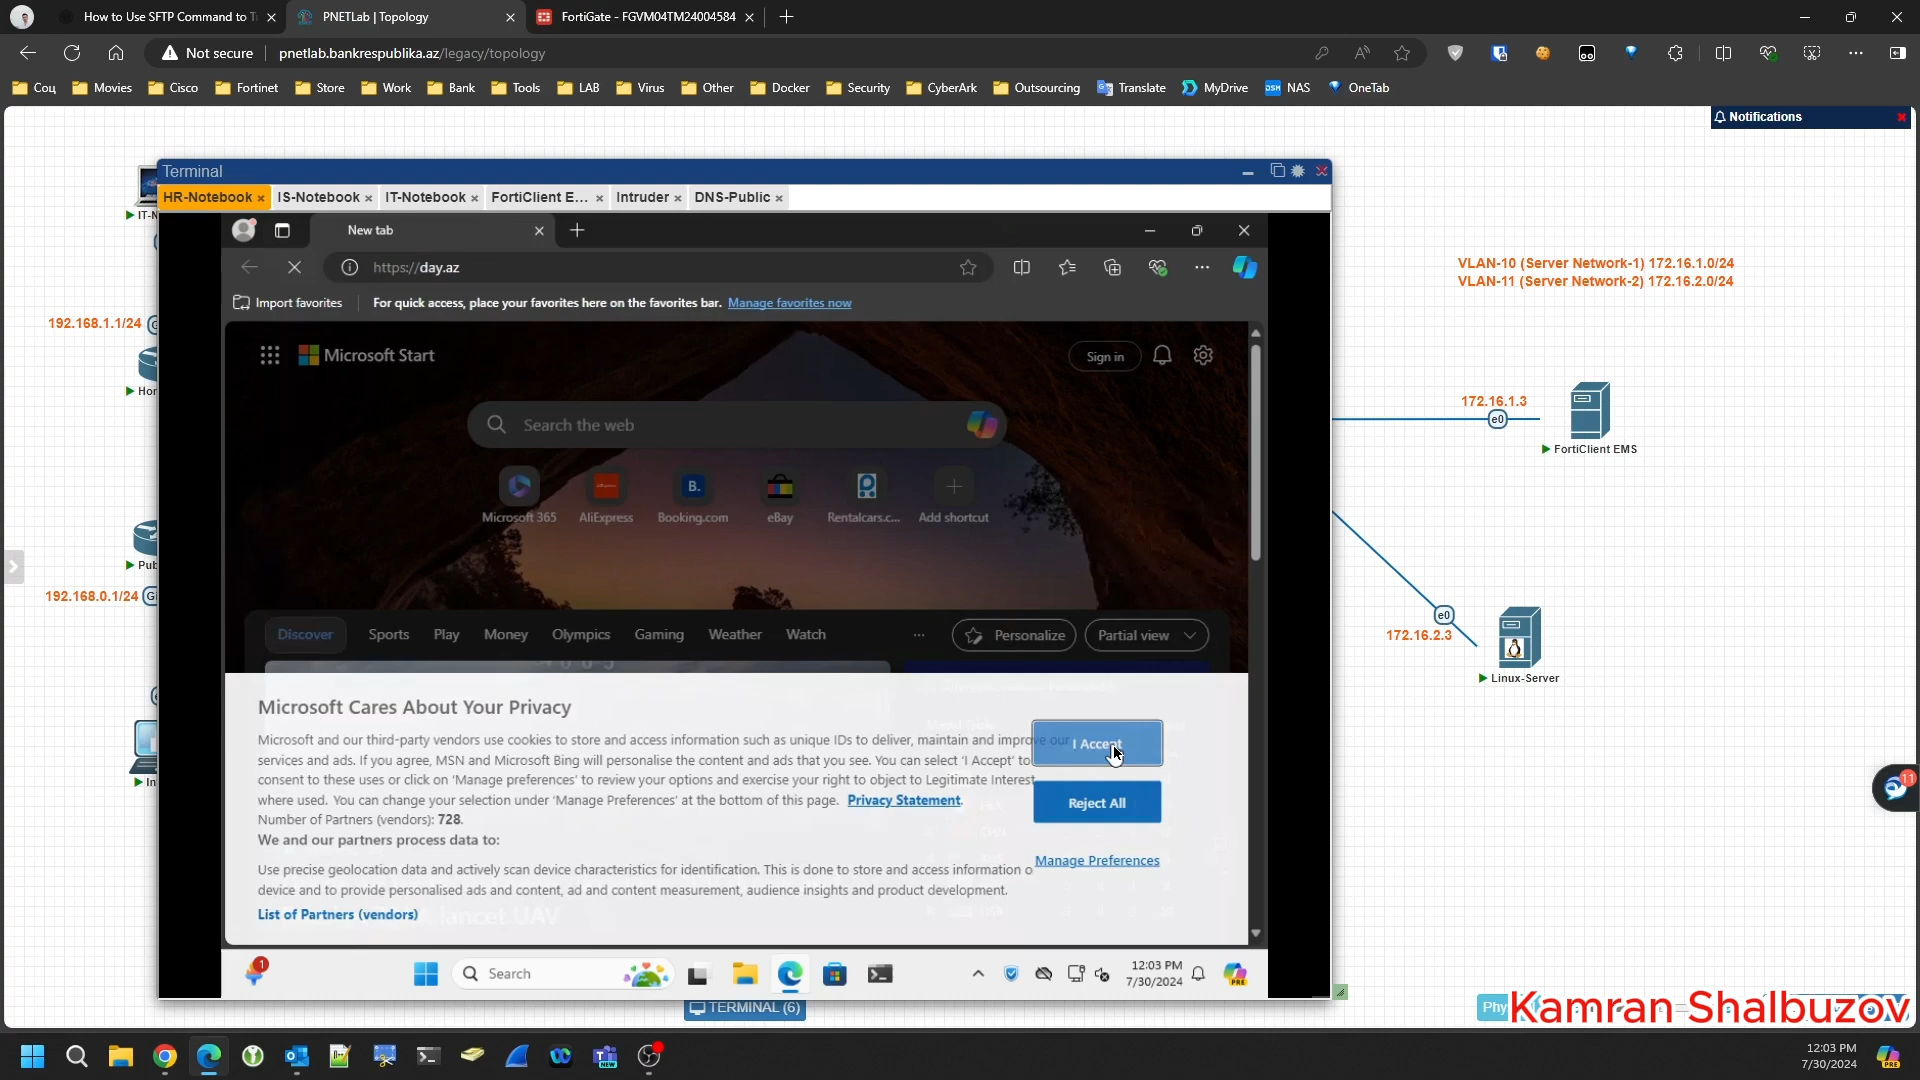 How to Use SFTP Command to Tr
PNETLab | Topology
FortiGate - FGVM04TM24004584
Not secure
pnetlab.bankrespublika.az/legacy/topology
Соц
Movies
Cisco
Fortinet
Store
Work
Bank
Tools
LAB
Virus
Other
Docker
Security
CyberArk
Outsourcing
Translate
MyDrive
DSM
NAS
OneTab
Notifications
Terminal
HR-Notebook
IS-Notebook
IT-Notebook
FortiClient E...
Intruder
DNS-Public
IT-N
New tab
https://day.az
VLAN-10 (Server Network-1) 172.16.1.0/24
VLAN-11 (Server Network-2) 172.16.2.0/24
Import favorites
For quick access, place your favorites here on the favorites bar. Manage favorites now
192.168.1.1/24
Hor
Microsoft Start
Sign in
172.16.1.3
e0
FortiClient EMS
Search the web
Microsoft 365
AliExpress
B.
Booking.com
eBay
Rentalcars.c...
Add shortcut
Pub
192.168.0.1/24
Gi
e0
172.16.2.3
Linux-Server
Discover
Sports
Play
Money
Olympics
Gaming
Weather
Watch
Personalize
Partial view
Microsoft Cares About Your Privacy
Microsoft and our third-party vendors use cookies to store and access information such as unique IDs to deliver, maintain and improve our
services and ads. If you agree, MSN and Microsoft Bing will personalise the content and ads that you see. You can select 'I Accept' to
consent to these uses or click on 'Manage preferences' to review your options and exercise your right to object to Legitimate Interest
where used. You can change your selection under 'Manage Preferences' at the bottom of this page. Privacy Statement.
Number of Partners (vendors): 728.
We and our partners process data to:
Use precise geolocation data and actively scan device characteristics for identification. This is done to store and access information o
device and to provide personalised ads and content, ad and content measurement, audience insights and product development.
List of Partners (vendors)
lancet UAV
I Accept
Reject All
Manage Preferences
In
11
1
Search
12:03 PM
7/30/2024
PRE
TERMINAL (6)
Phy
Kamran Shalbuzov
NEW
12:03 PM
7/30/2024
PRE